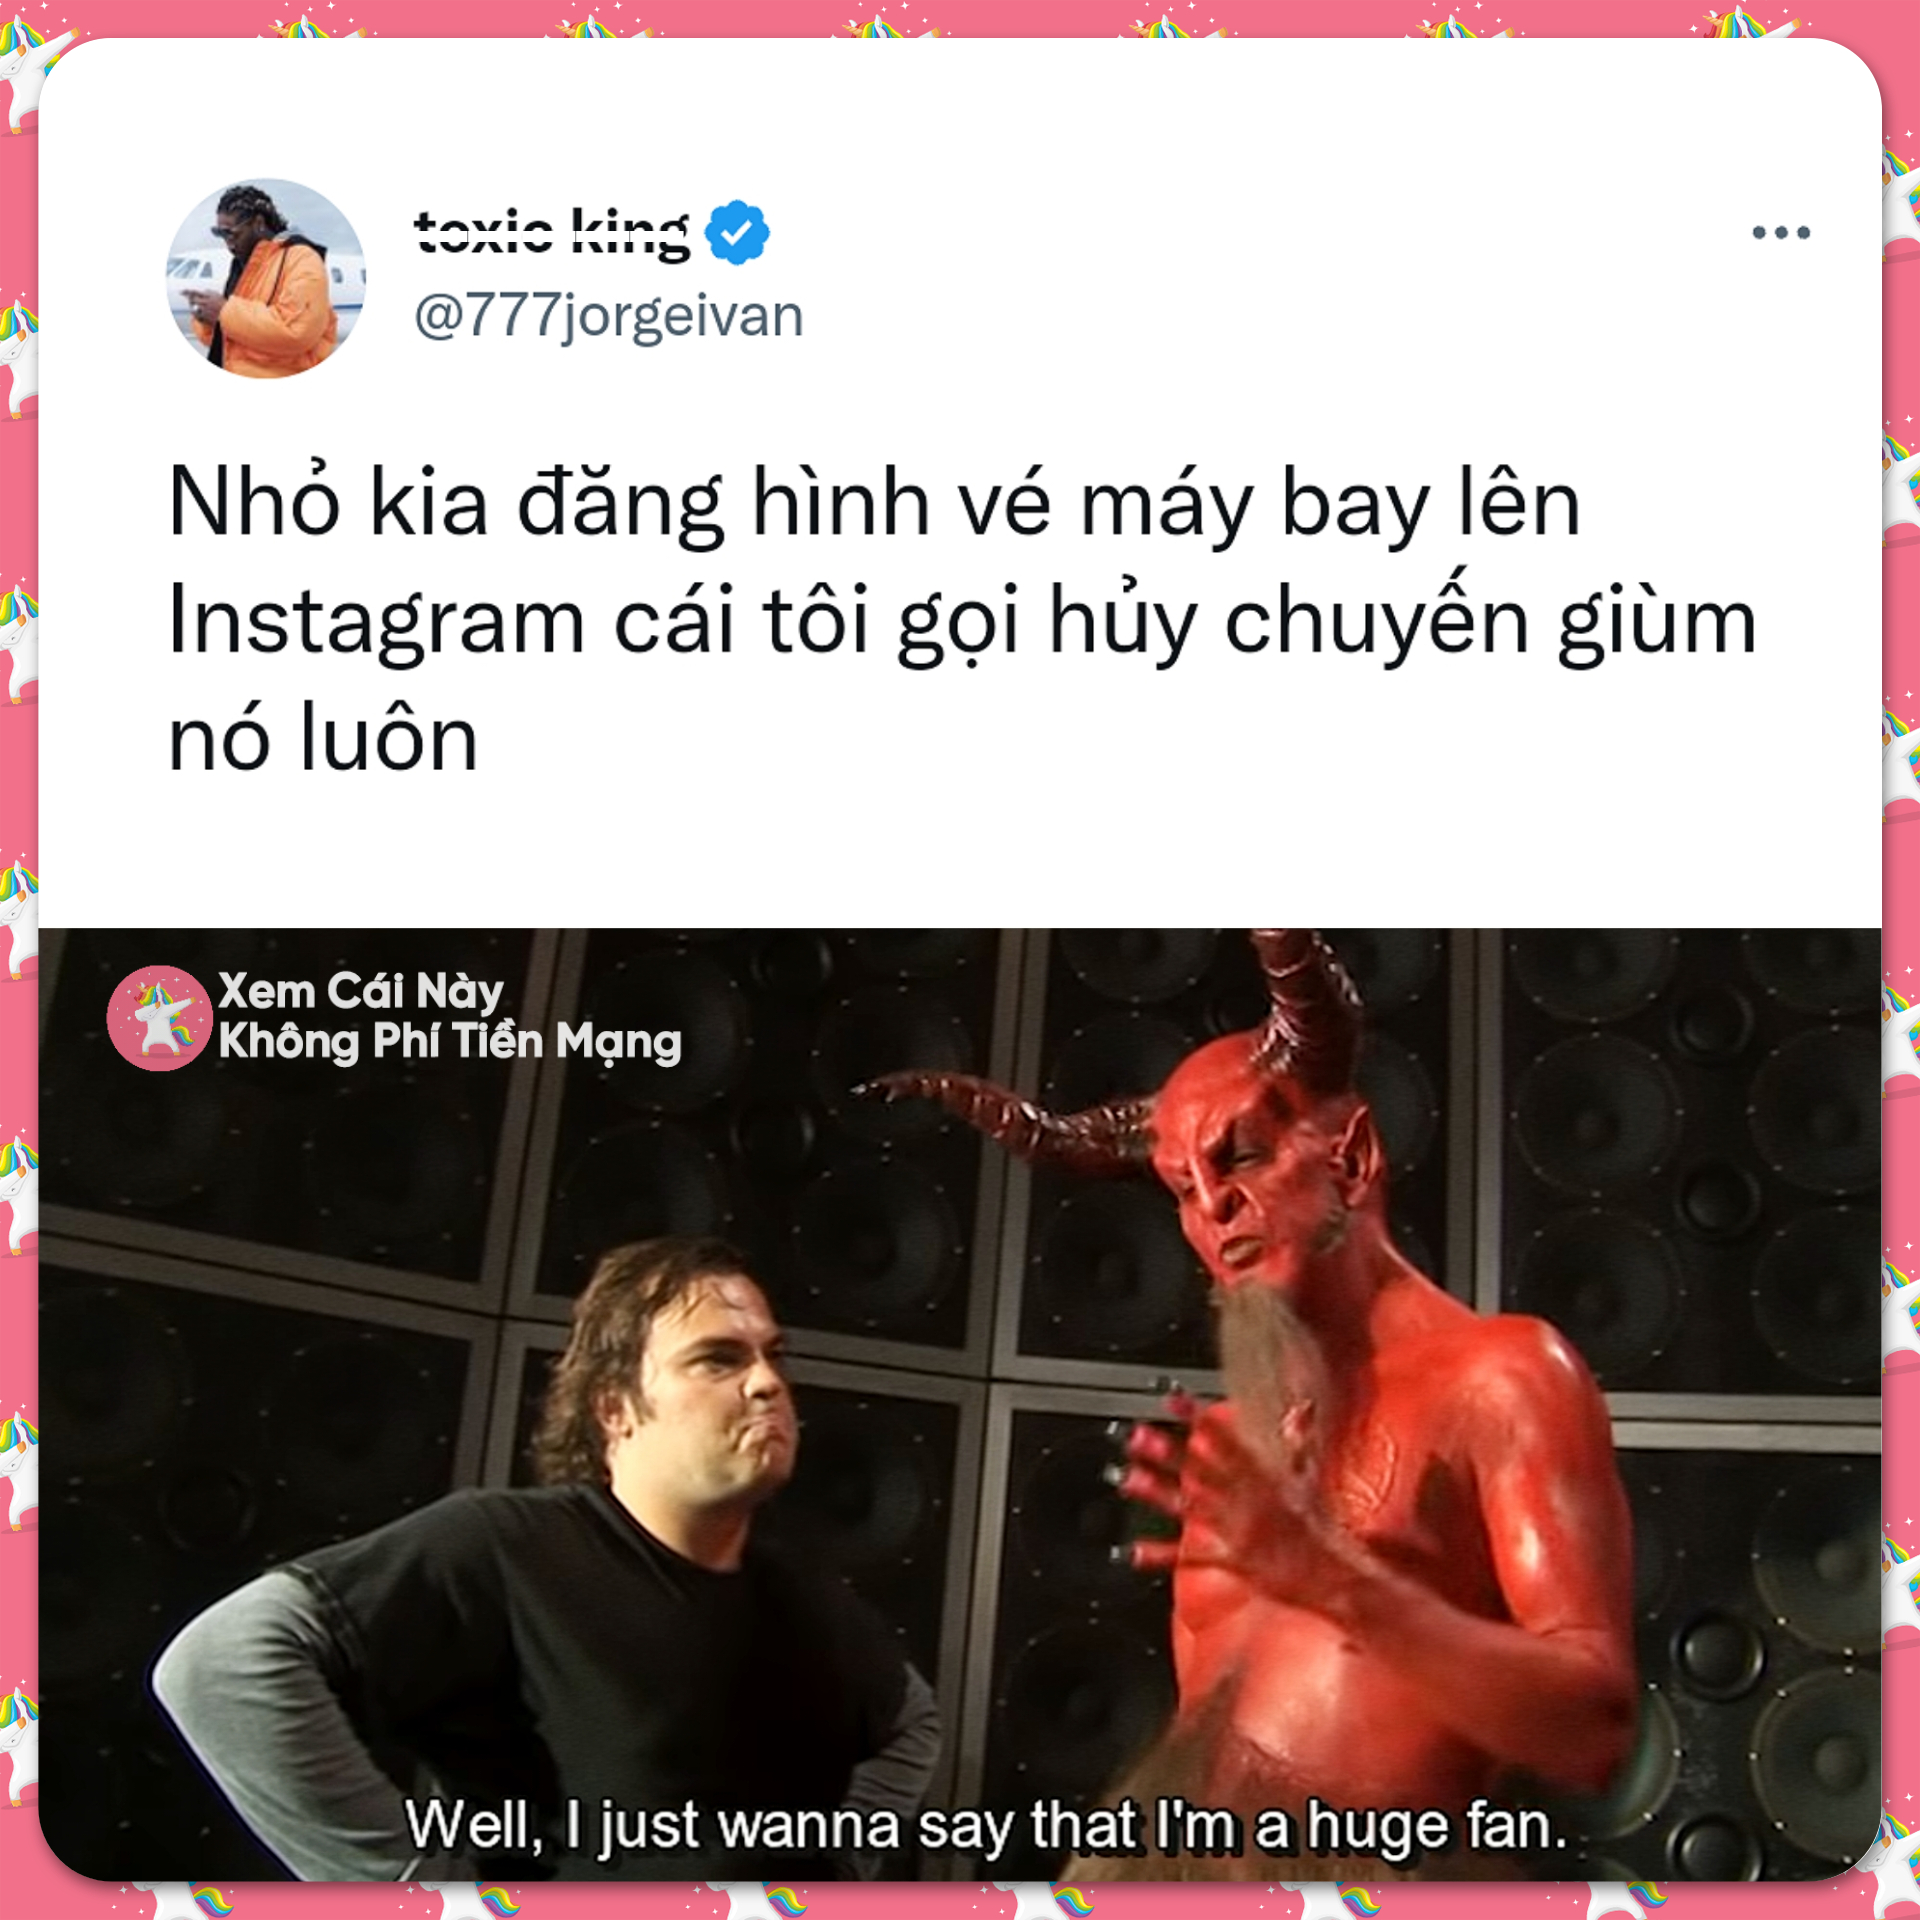 toxic king
@777jorgeivan
Nhỏ kia đăng hình vé máy bay lên
Instagram cái tôi gọi hủy chuyến giùm
nó luôn
Xem Cái Này
Không Phí Tiền Mạng
Well, I just wanna say that I'm a huge fan.